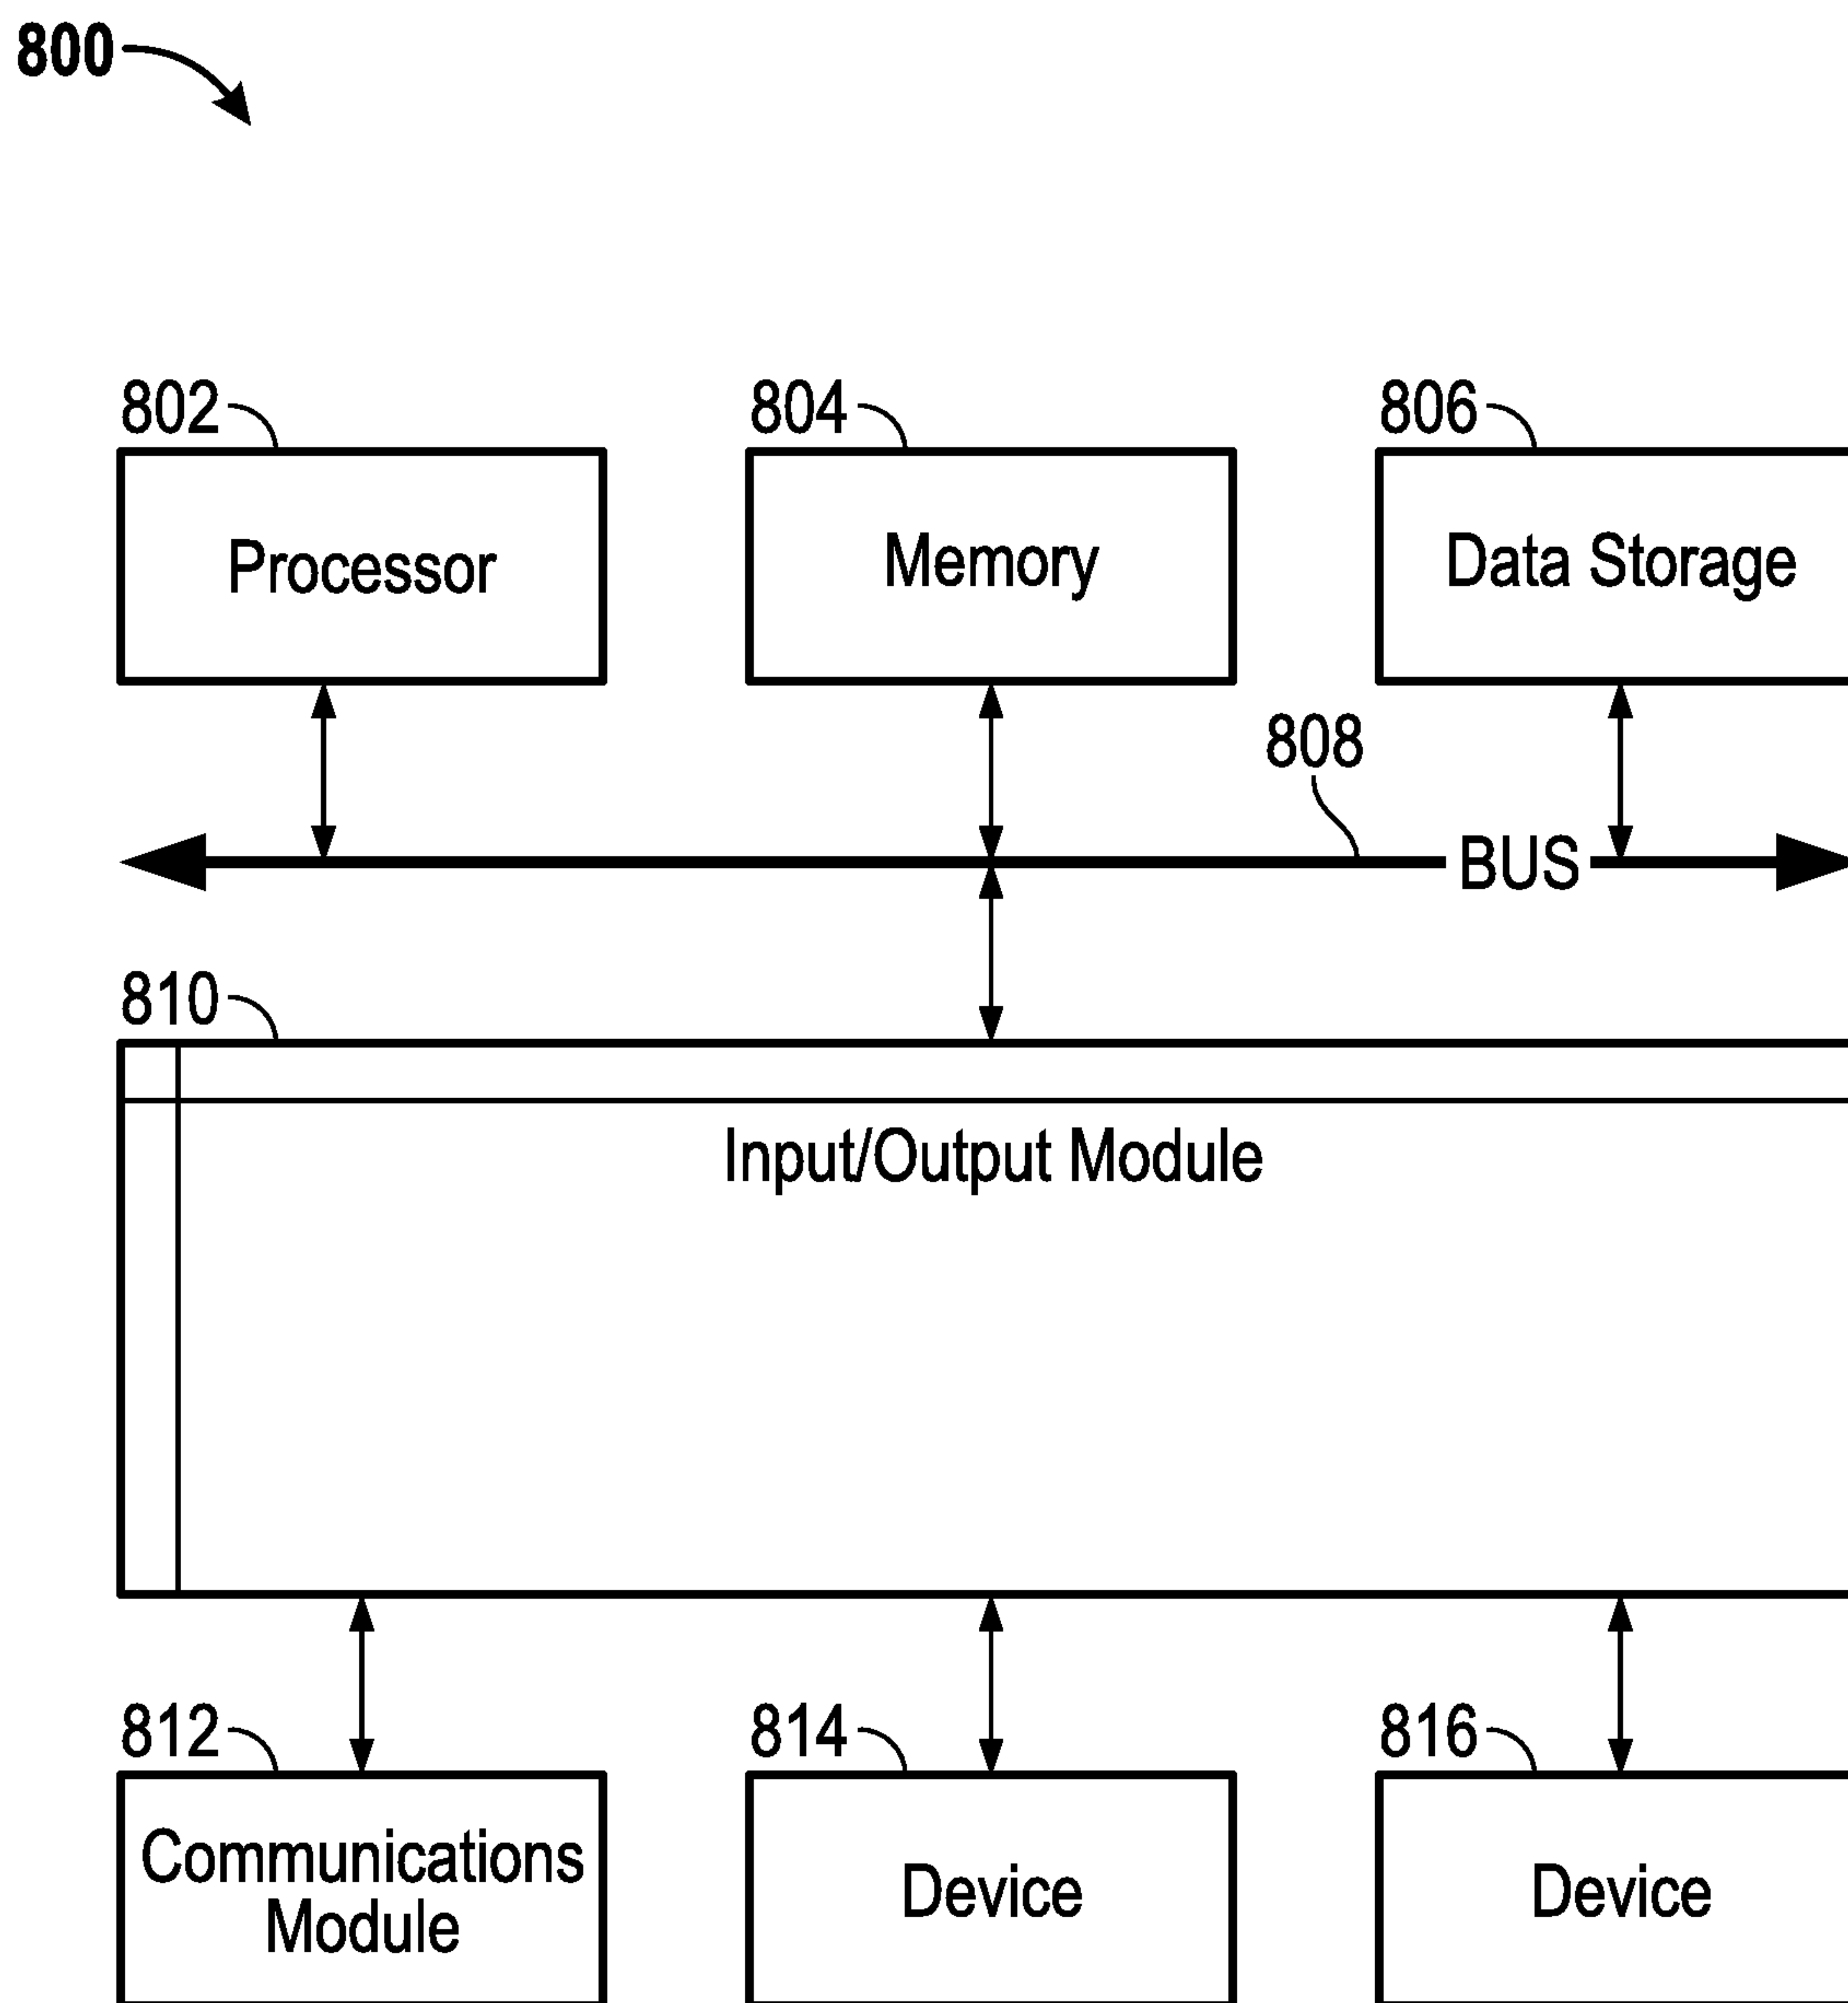 800
802
804
806
Processor
Memory
Data Storage
808
BUS
810
Input/Output Module
812
814
816
Communications
Module
Device
Device